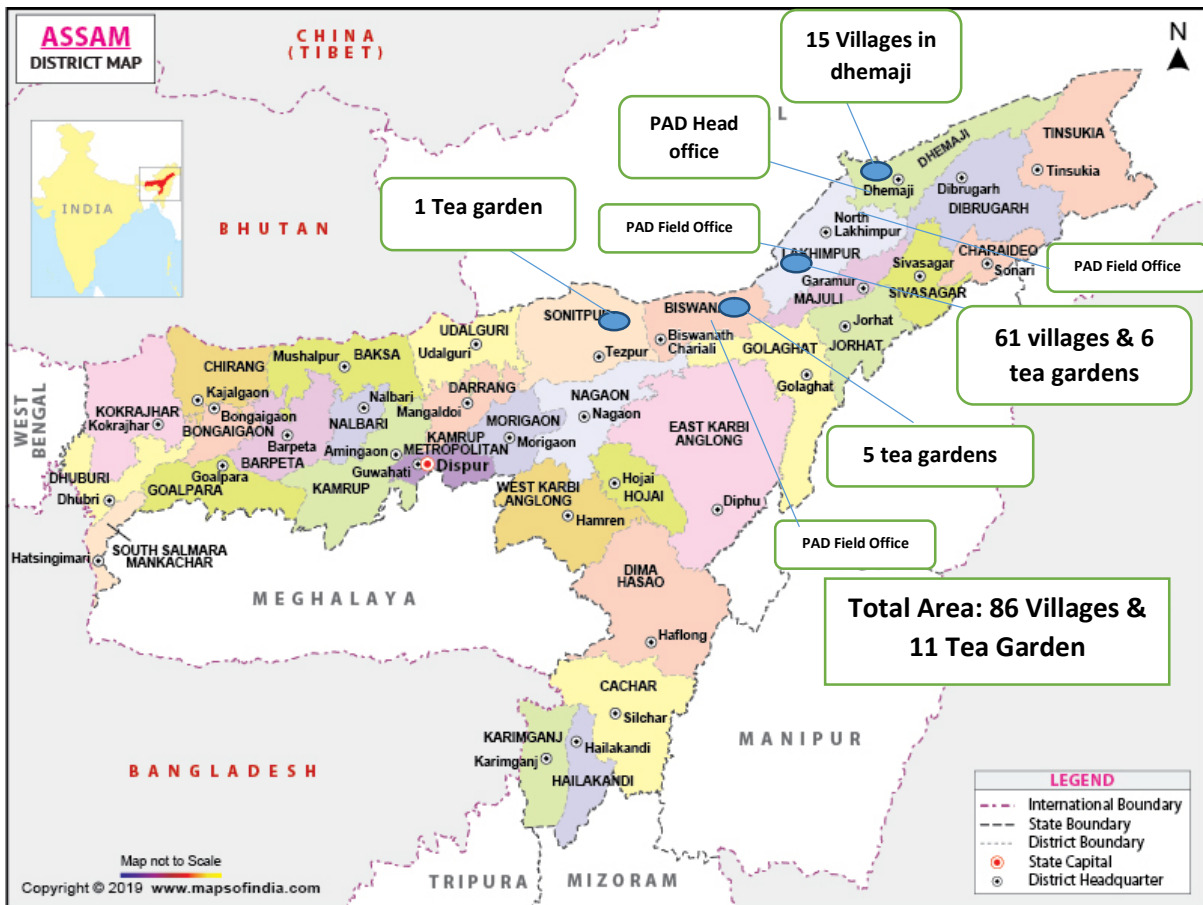 ASSAM
DISTRICT MAP
CHINA
(TIBET)
15 Villages in
dhemaji
N
L
PAD Head
office
TINSUKIA
Tinsukia
DHEMAJI
Dhemaji
Dibrugarh
DIBRUGARH
INDIA
1 Tea garden
BHUTAN
PAD Field Office
North
Lakhimpur
LAKHIMPUR
CHARAIDEO
Sonari
PAD Field Office
Sivasagar
SIVASAGAR
Garamur
MAJULI
SONITPUR
BISWANA
Biswanath
Chariali
Tezpur
Jorhat
JORHAT
61 villages & 6
tea gardens
UDALGURI
Udalguri
GOLAGHAT
Golaghat
CHIRANG
Kajalgaon
Mushalpur
BAKSA
DARRANG
Mangaldoi
NAGAON
Nagaon
WEST
BENGAL
KOKRAJHAR
Kokrajhar
Bongaigaon
BONGAIGAON
Barpeta
BARPETA
Nalbari
NALBARI
MORIGAON
Morigaon
KAMRUP
METROPOLITAN
EAST KARBI
ANGLONG
5 tea gardens
Amingaon
Guwahati
Dispur
KAMRUP
DHUBURI
Dhubri
Goalpara
GOALPARA
WEST KARBI
ANGLONG
Hamren
Hojai
HOJAI
Diphu
Hatsingimari
SOUTH SALMARA
MANKACHAR
PAD Field Office
DIMA
HASAO
Haflong
MEGHALAYA
Total Area: 86 Villages &
11 Tea Garden
CACHAR
Silchar
KARIMGANJ
Karimganj
Hailakandi
HAILAKANDI
MANIPUR
BANGLADESH
LEGEND
International Boundary
State Boundary
District Boundary
State Capital
District Headquarter
Map not to Scale
Copyright © 2019 www.mapsofindia.com
TRIPURA
MIZORAM